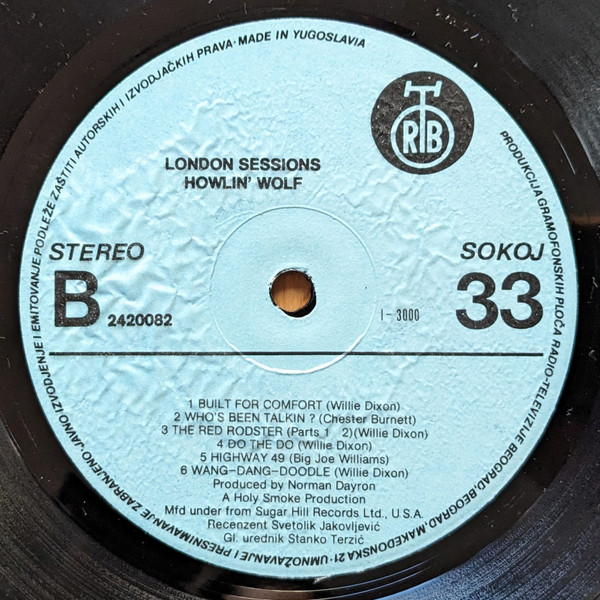 UMNOŽAVANJE I PRESNIMAVANJE ZABRANJENO · JAVNO IZVODJENJE I EMITOVANJE PODLEŽE ZAŠTITI AUTORSKIH I IZVODJAČKIH PRAVA · MADE IN YUGOSLAVIA
PRODUKCIJA GRAMOFONSKIH PLOČA RADIO-TELEVIZIJE BEOGRAD, BEOGRAD, MAKEDONSKA 21 ·
RTB
LONDON SESSIONS
HOWLIN' WOLF
STEREO
SOKOJ
B 2420082
I - 3000
33
1 BUILT FOR COMFORT (Willie Dixon)
2 WHO'S BEEN TALKIN ? (Chester Burnett)
3 THE RED RODSTER (Parts 1 2)(Willie Dixon)
4 DO THE DO (Willie Dixon)
5 HIGHWAY 49 (Big Joe Williams)
6 WANG-DANG-DOODLE (Willie Dixon)
Produced by Norman Dayron
A Holy Smoke Production
Mfd under from Sugar Hill Records Ltd., U.S.A.
Recenzent Svetolik Jakovljević
Gl. urednik Stanko Terzić